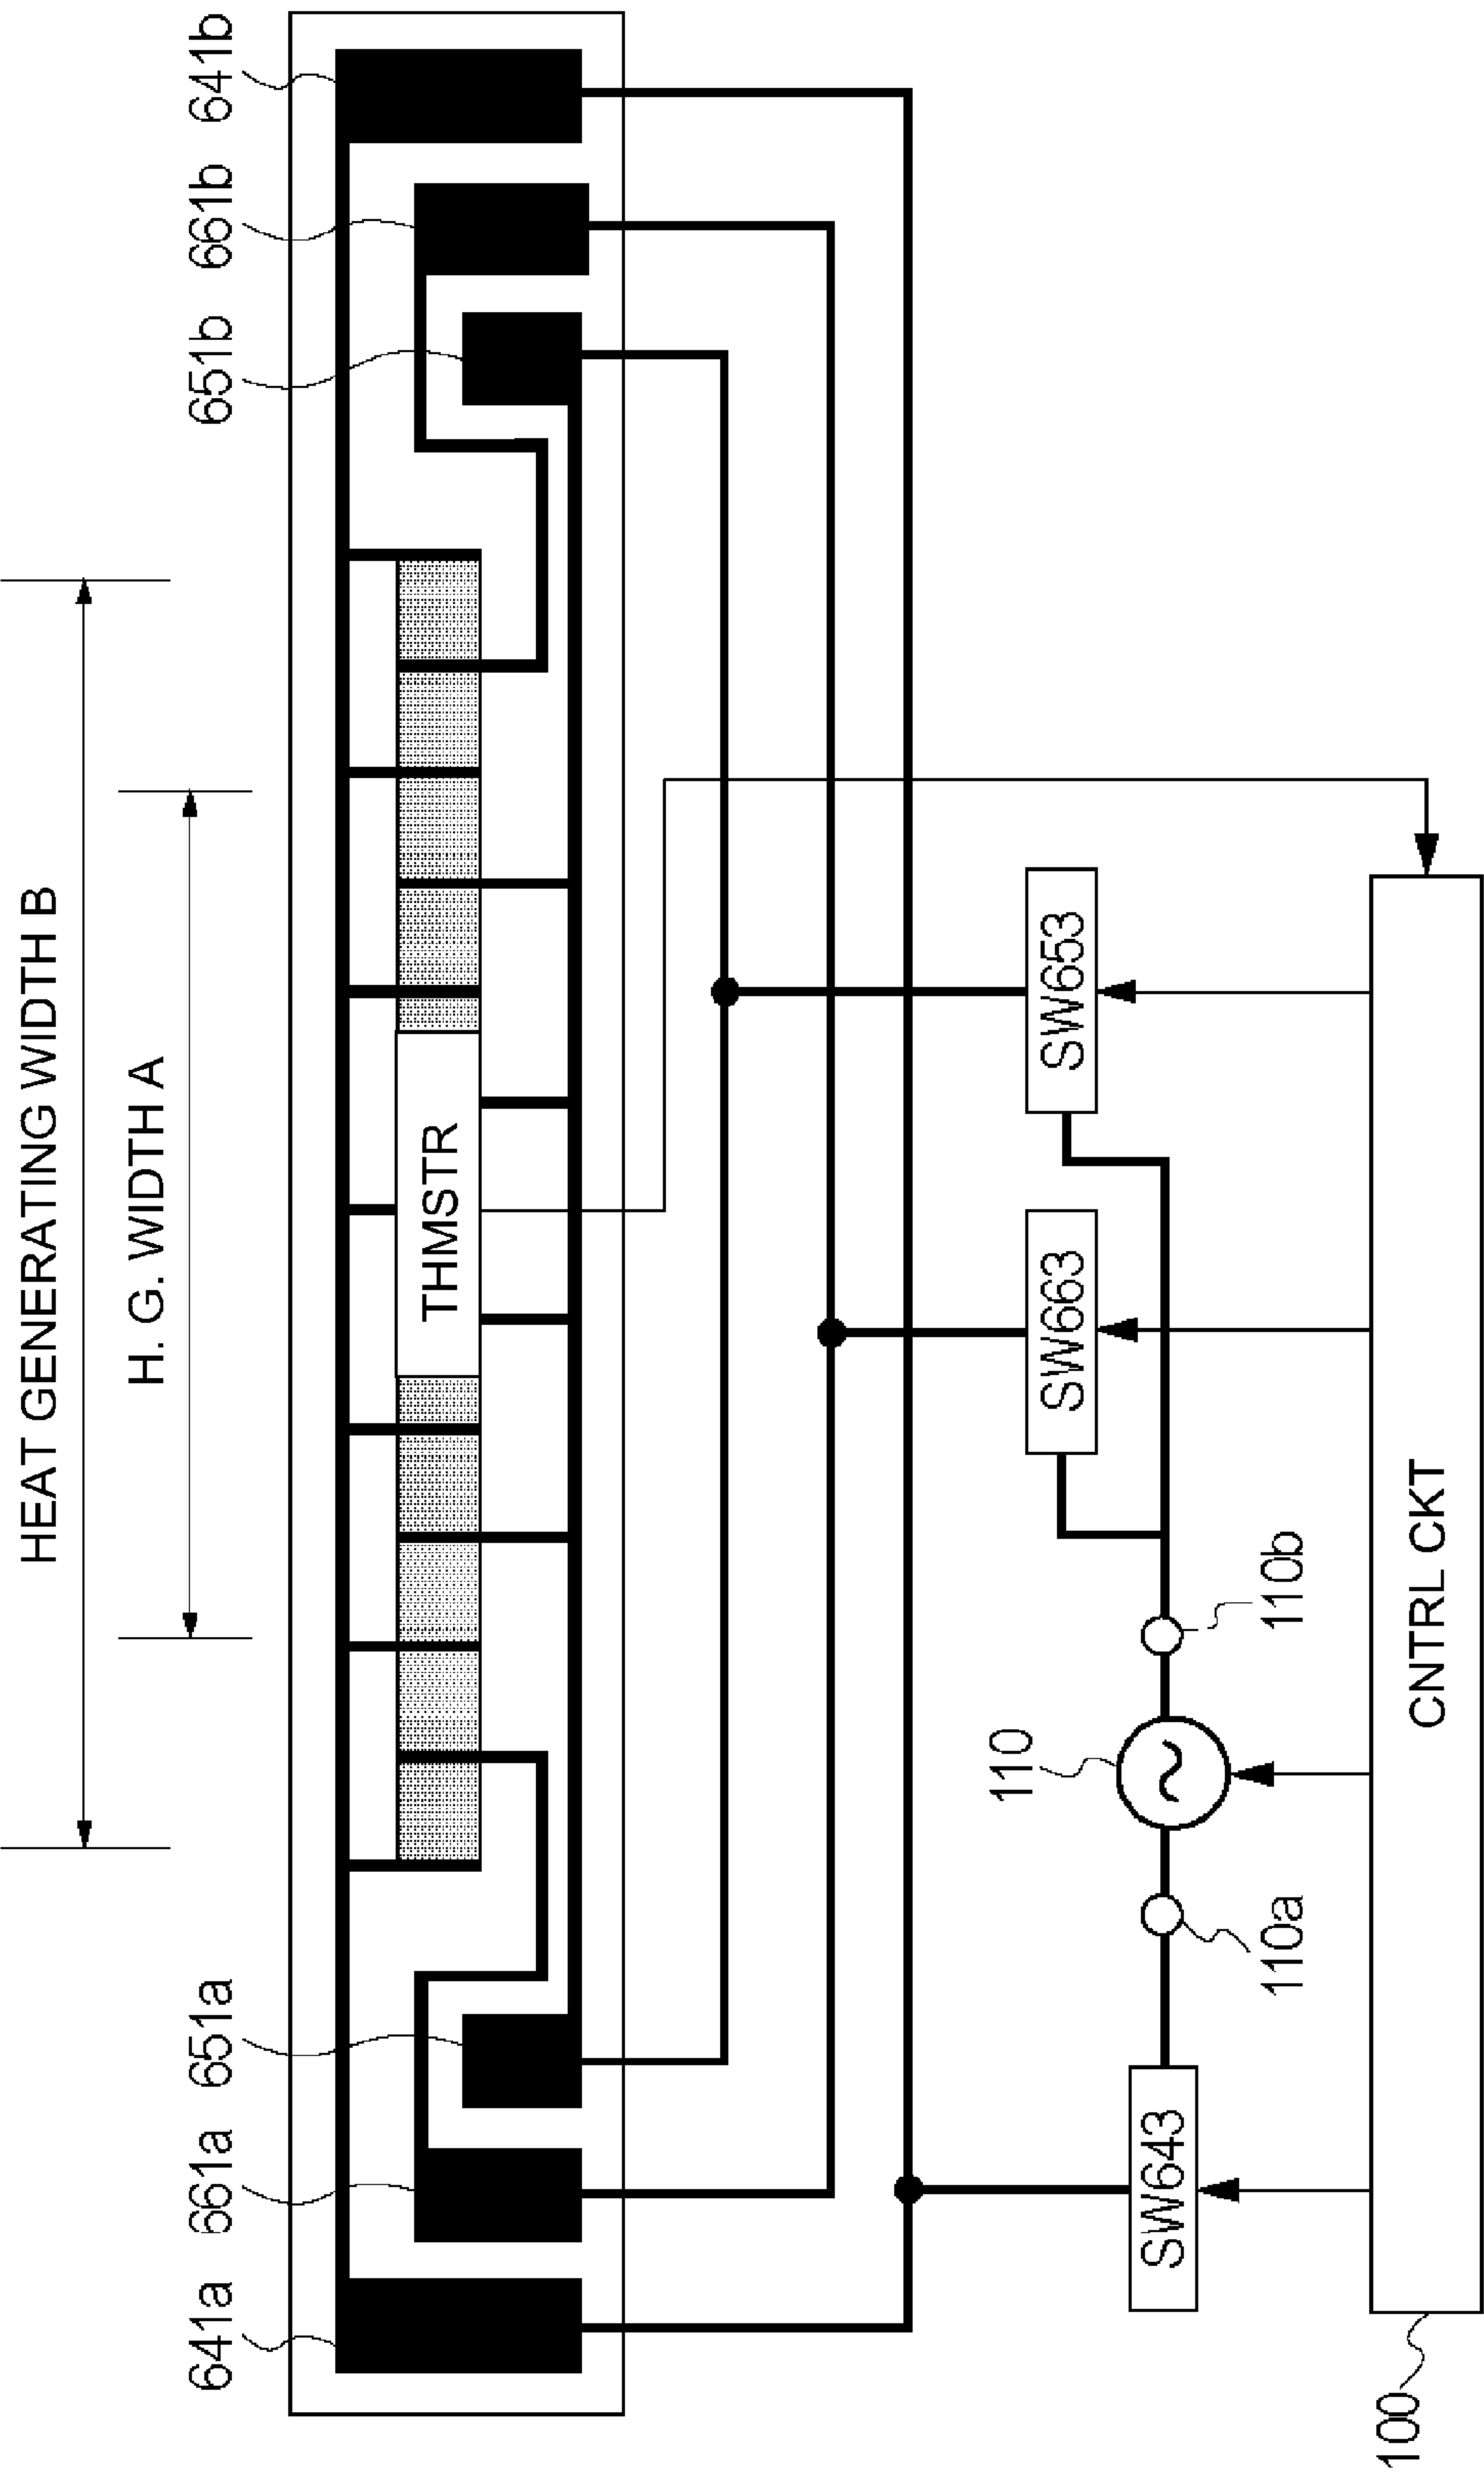 HEAT GENERATING WIDTH B
H. G. WIDTH A
641a
661a
651a
651b
661b
641b
THMSTR
SW643
110a
110
110b
SW663
SW653
CNTRL CKT
100